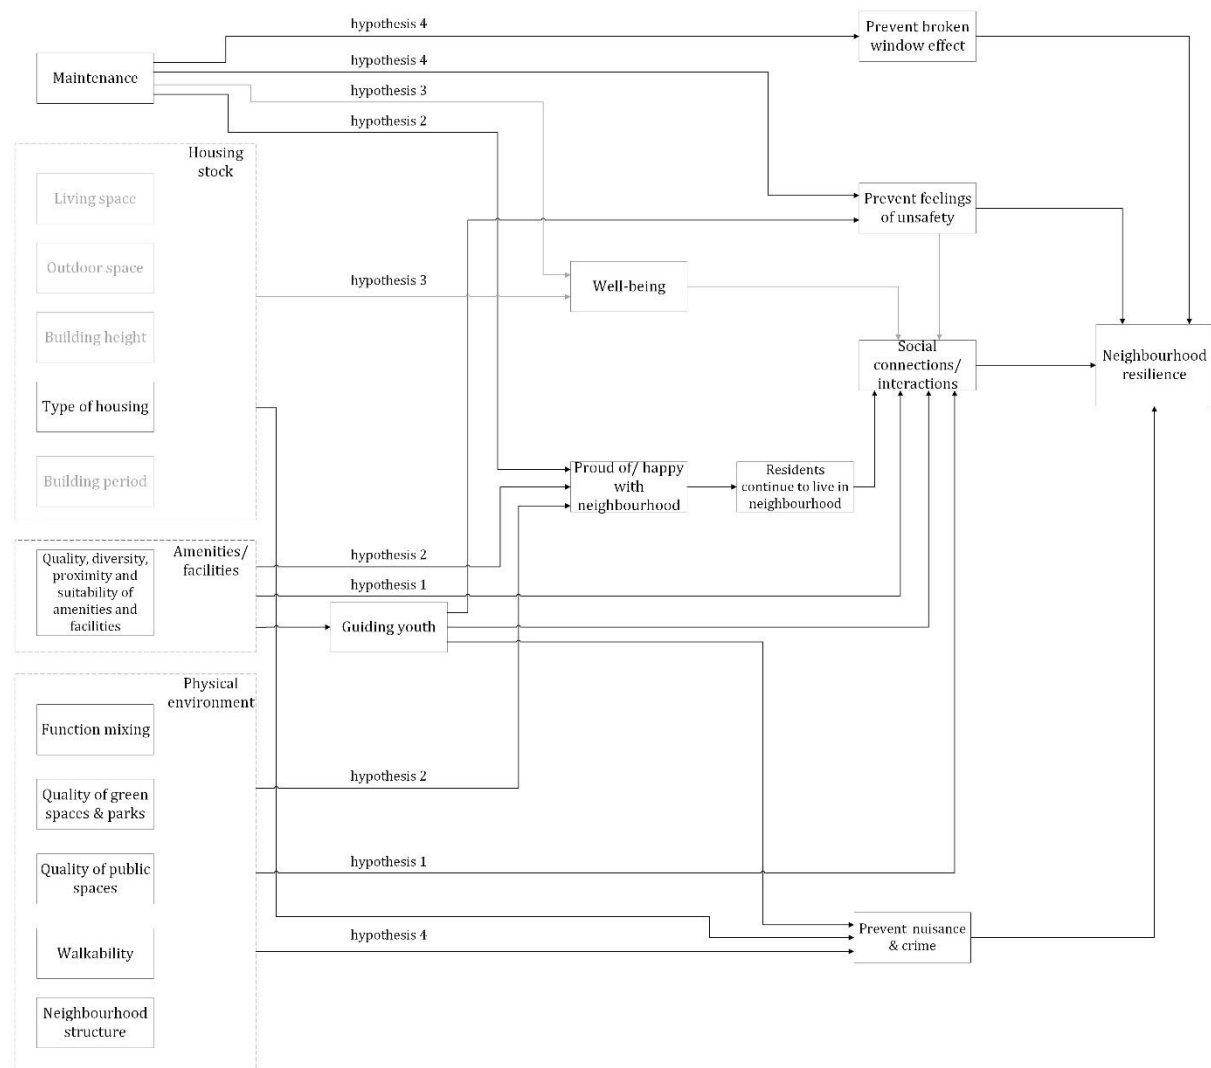 hypothesis 4
Prevent broken
window effect
Maintenance
hypothesis 4
hypothesis 3
hypothesis 2
Housing
stock
Living space
Outdoor space
Building height
Type of housing
Building period
hypothesis 3
Well-being
Prevent feelings
of unsafety
Social
connections/
interactions
Neighbourhood
resilience
Proud of/ happy
with
neighbourhood
Residents
continue to live in
neighbourhood
Amenities/
facilities
Quality, diversity,
proximity and
suitability of
amenities and
facilities
hypothesis 2
hypothesis 1
Guiding youth
Physical
environment
Function mixing
Quality of green
spaces & parks
hypothesis 2
Quality of public
spaces
hypothesis 1
Walkability
hypothesis 4
Prevent nuisance
& crime
Neighbourhood
structure